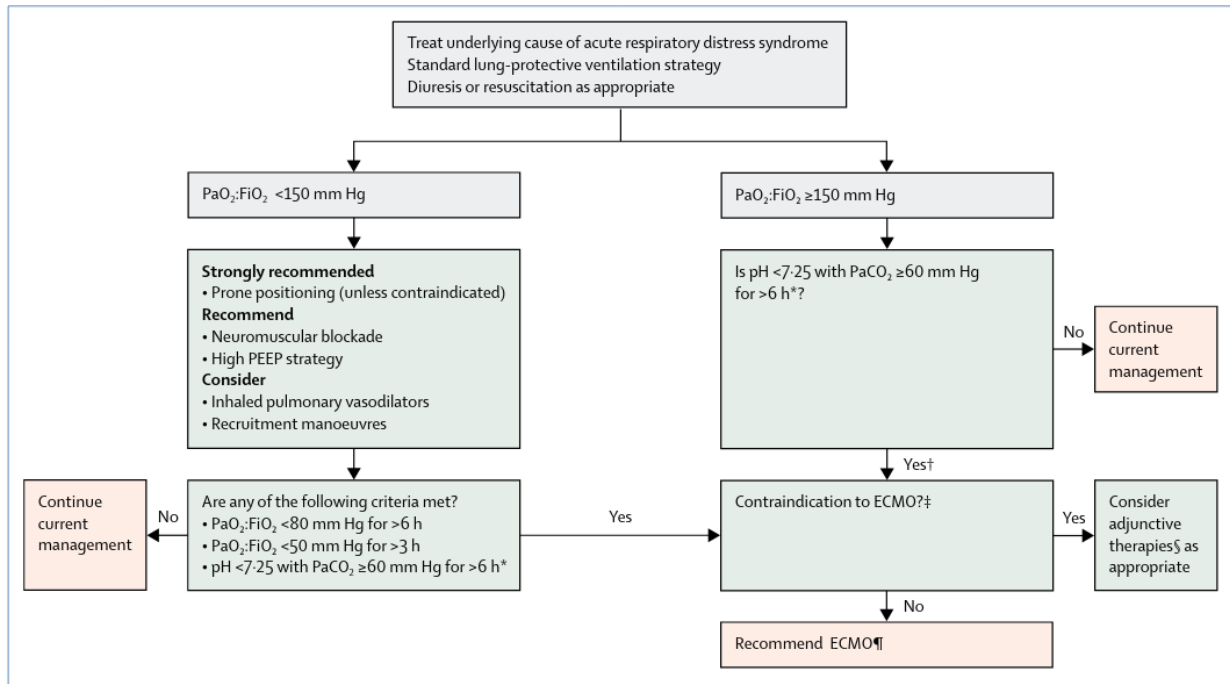 Treat underlying cause of acute respiratory distress syndrome
Standard lung-protective ventilation strategy
Diuresis or resuscitation as appropriate
PaO₂:FiO₂ <150 mm Hg
PaO₂:FiO₂ ≥150 mm Hg
Strongly recommended
• Prone positioning (unless contraindicated)
Recommend
• Neuromuscular blockade
• High PEEP strategy
Consider
• Inhaled pulmonary vasodilators
• Recruitment manoeuvres
Is pH <7·25 with PaCO₂ ≥60 mm Hg
for >6 h*?
No
Continue
current
management
Yes†
Continue
current
management
No
Are any of the following criteria met?
• PaO₂:FiO₂ <80 mm Hg for >6 h
• PaO₂:FiO₂ <50 mm Hg for >3 h
• pH <7·25 with PaCO₂ ≥60 mm Hg for >6 h*
Yes
Contraindication to ECMO?‡
Yes
Consider
adjunctive
therapies§ as
appropriate
No
Recommend ECMO¶